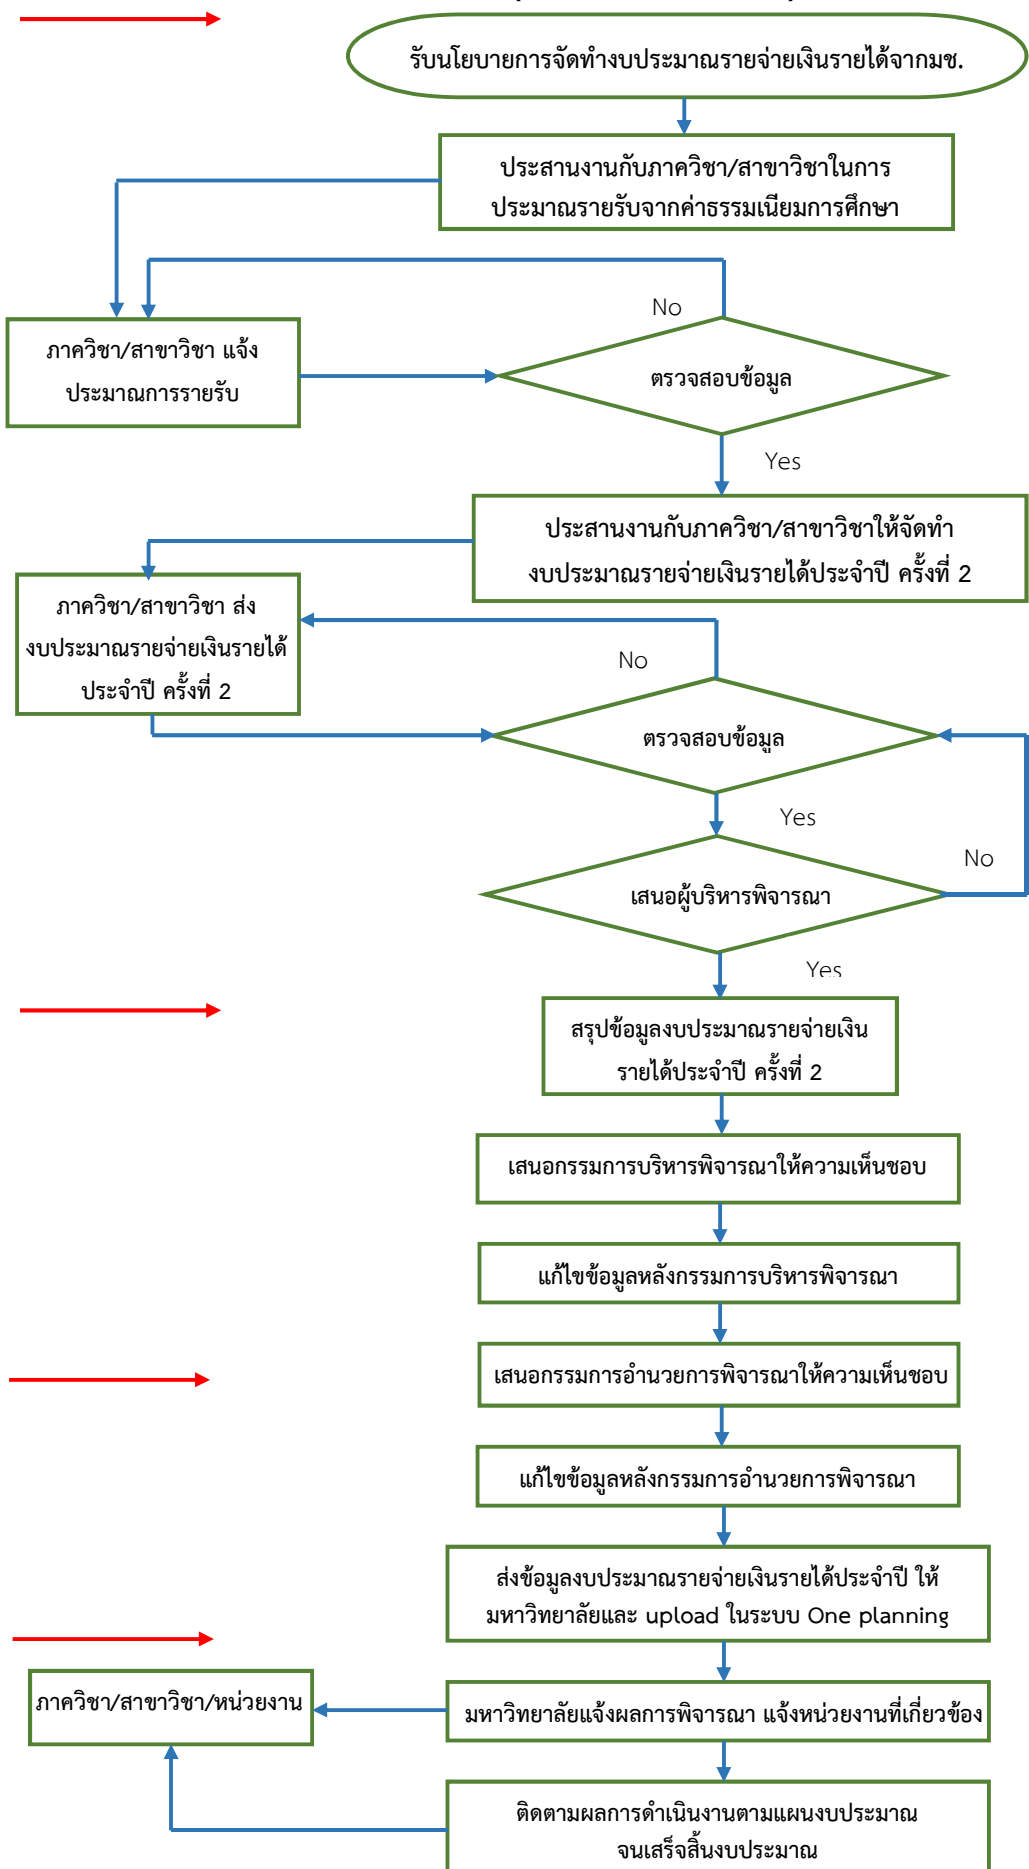 รับนโยบายการจัดทำงบประมาณรายจ่ายเงินรายได้จากมช.
ประสานงานกับภาควิชา/สาขาวิชาในการ
ประมาณรายรับจากค่าธรรมเนียมการศึกษา
No
ภาควิชา/สาขาวิชา แจ้ง
ประมาณการรายรับ
ตรวจสอบข้อมูล
Yes
ประสานงานกับภาควิชา/สาขาวิชาให้จัดทำ
งบประมาณรายจ่ายเงินรายได้ประจำปี ครั้งที่ 2
ภาควิชา/สาขาวิชา ส่ง
งบประมาณรายจ่ายเงินรายได้
ประจำปี ครั้งที่ 2
No
ตรวจสอบข้อมูล
Yes
No
เสนอผู้บริหารพิจารณา
Yes
สรุปข้อมูลงบประมาณรายจ่ายเงิน
รายได้ประจำปี ครั้งที่ 2
เสนอกรรมการบริหารพิจารณาให้ความเห็นชอบ
แก้ไขข้อมูลหลังกรรมการบริหารพิจารณา
เสนอกรรมการอำนวยการพิจารณาให้ความเห็นชอบ
แก้ไขข้อมูลหลังกรรมการอำนวยการพิจารณา
ส่งข้อมูลงบประมาณรายจ่ายเงินรายได้ประจำปี ให้
มหาวิทยาลัยและ upload ในระบบ One planning
ภาควิชา/สาขาวิชา/หน่วยงาน
มหาวิทยาลัยแจ้งผลการพิจารณา แจ้งหน่วยงานที่เกี่ยวข้อง
ติดตามผลการดำเนินงานตามแผนงบประมาณ
จนเสร็จสิ้นงบประมาณ